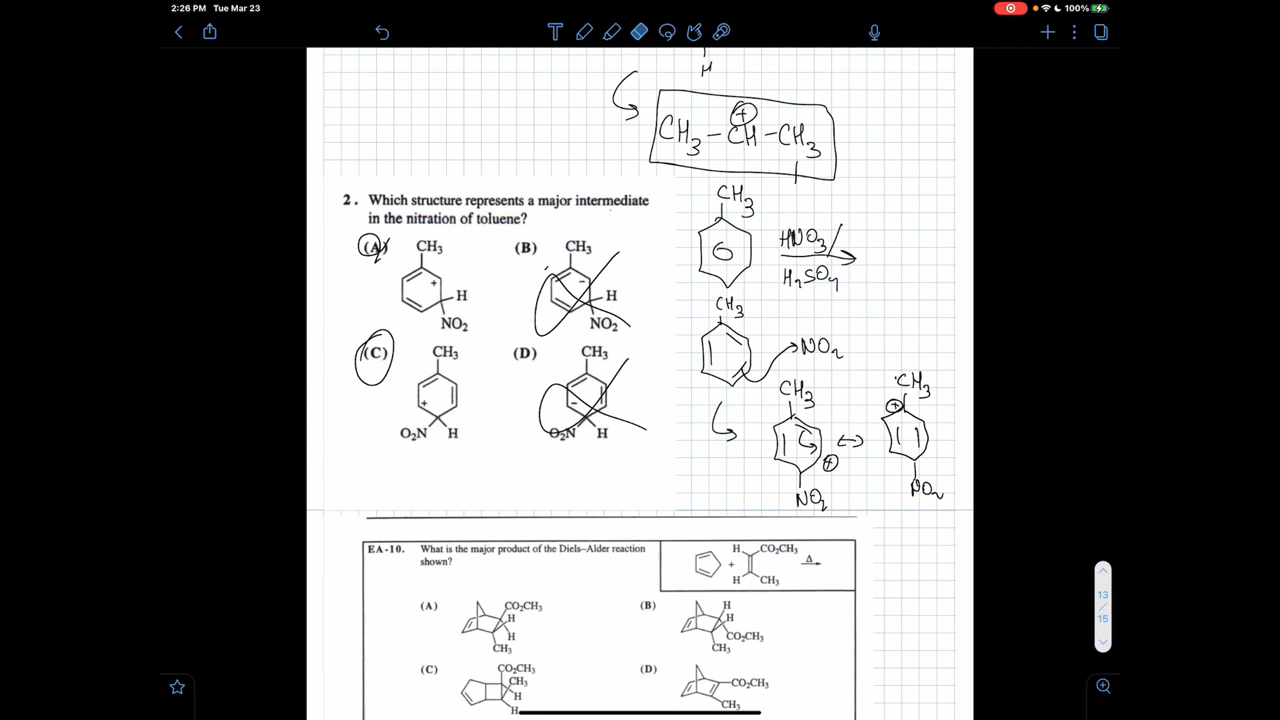 2:26 PM Tue Mar 23
100%
H
CH3 - CH - CH3
+
2. Which structure represents a major intermediate
in the nitration of toluene?
(A) CH3
+
H
NO2
(B) CH3
-
H
NO2
(C) CH3
+
O2N H
(D) CH3
-
O2N H
CH3
HNO3/
H2SO4
CH3
NO2
CH3
+
NO2
CH3
+
NO2
EA-10. What is the major product of the Diels–Alder reaction
shown?
H CO2CH3
+
Δ
H CH3
(A) CO2CH3
H
H
CH3
(B) H
H
CO2CH3
CH3
(C) CO2CH3
CH3
H
H
(D) CO2CH3
CH3
13
/
15